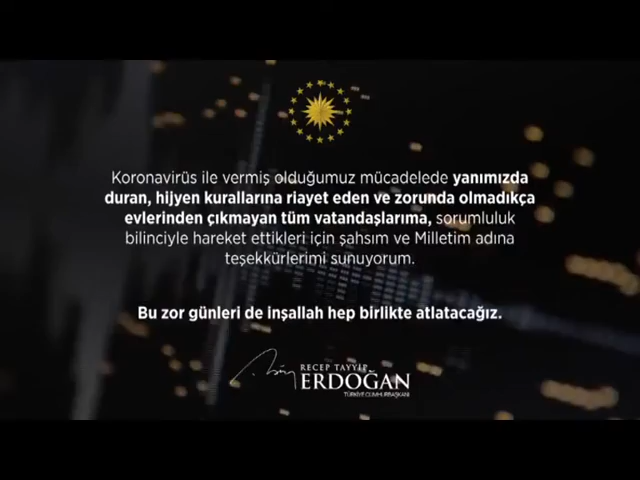 Koronavirüs ile vermiş olduğumuz mücadelede yanımızda
duran, hijyen kurallarına riayet eden ve zorunda olmadıkça
evlerinden çıkmayan tüm vatandaşlarıma, sorumluluk
bilinciyle hareket ettikleri için şahsım ve Milletim adına
teşekkürlerimi sunuyorum.
Bu zor günleri de inşallah hep birlikte atlatacağız.
RECEP TAYYİP
ERDOĞAN
TÜRKİYE CUMHURBAŞKANI